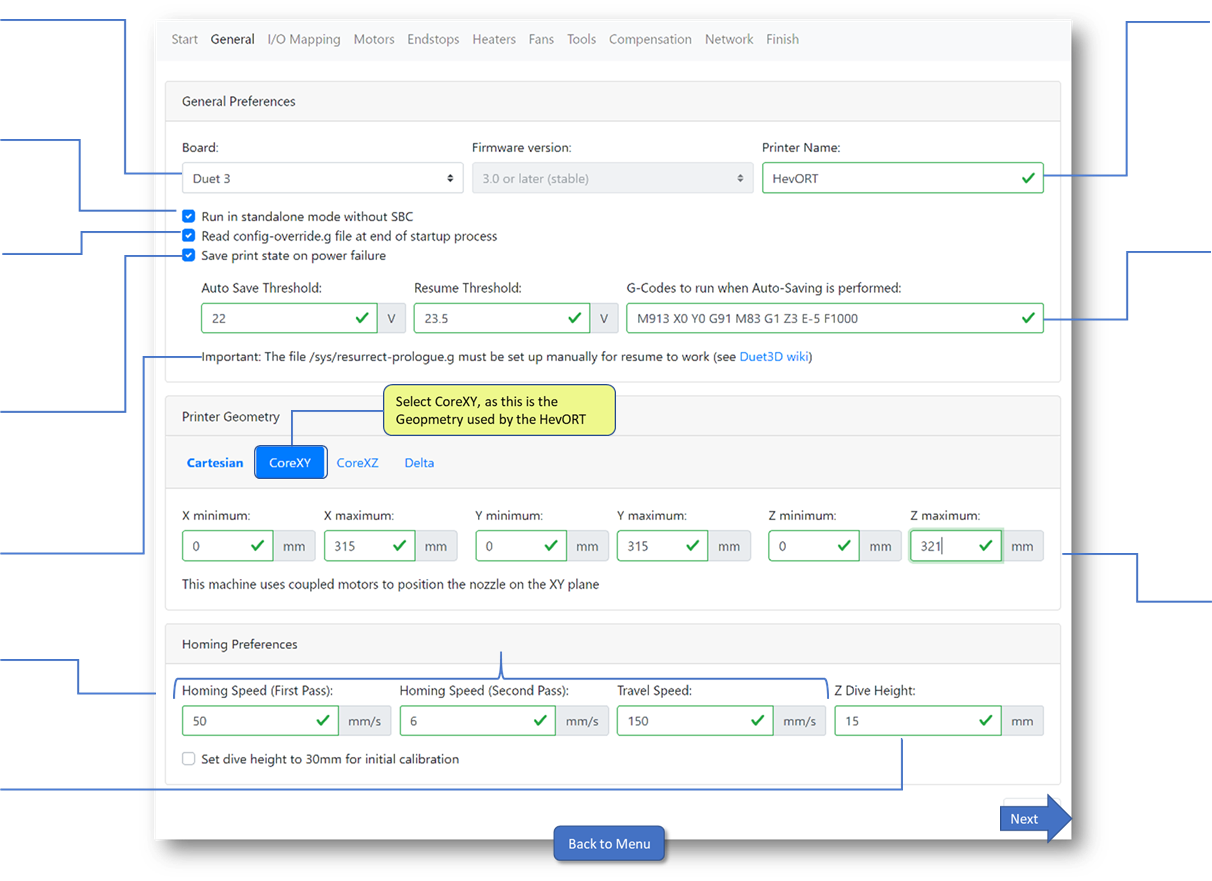 Start General I/O Mapping Motors Endstops Heaters Fans Tools Compensation Network Finish
General Preferences
Board: Firmware version: Printer Name:
Duet 3 3.0 or later (stable) HevORT
Run in standalone mode without SBC
Read config-override.g file at end of startup process
Save print state on power failure
Auto Save Threshold: Resume Threshold: G-Codes to run when Auto-Saving is performed:
22 V 23.5 V M913 X0 Y0 G91 M83 G1 Z3 E-5 F1000
Important: The file /sys/resurrect-prologue.g must be set up manually for resume to work (see Duet3D wiki)
Select CoreXY, as this is the
Geopmetry used by the HevORT
Printer Geometry
Cartesian CoreXY CoreXZ Delta
X minimum: X maximum: Y minimum: Y maximum: Z minimum: Z maximum:
0 mm 315 mm 0 mm 315 mm 0 mm 321 mm
This machine uses coupled motors to position the nozzle on the XY plane
Homing Preferences
Homing Speed (First Pass): Homing Speed (Second Pass): Travel Speed: Z Dive Height:
50 mm/s 6 mm/s 150 mm/s 15 mm
Set dive height to 30mm for initial calibration
Next
Back to Menu